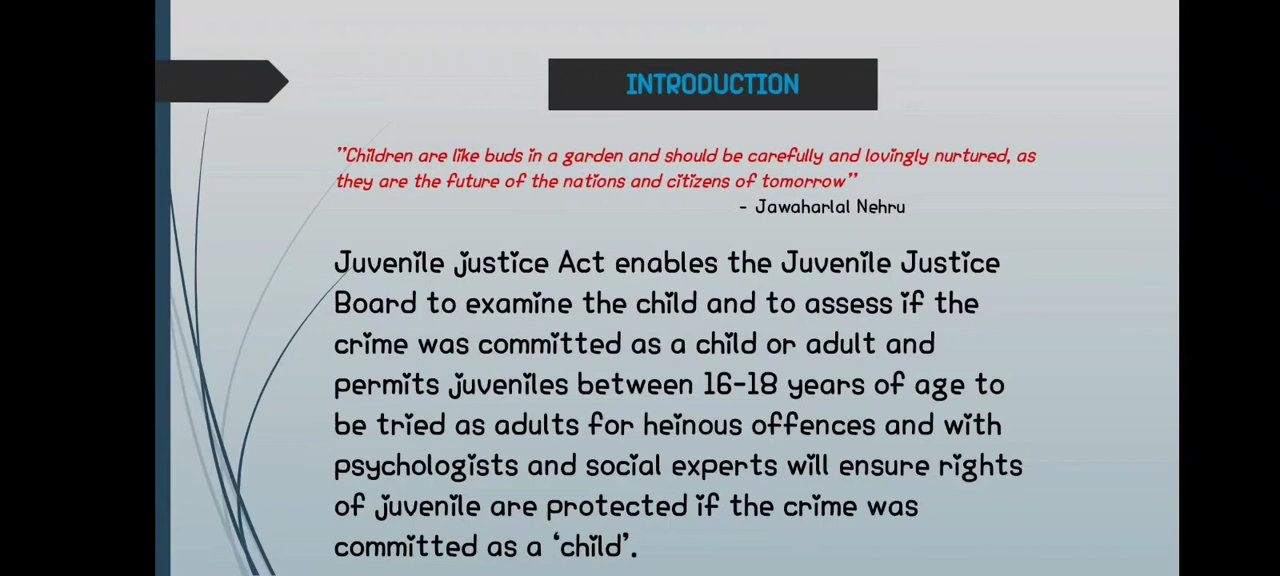 INTRODUCTION
"Children are like buds in a garden and should be carefully and lovingly nurtured, as
they are the future of the nations and citizens of tomorrow"
- Jawaharlal Nehru
Juvenile justice Act enables the Juvenile Justice
Board to examine the child and to assess if the
crime was committed as a child or adult and
permits juveniles between 16-18 years of age to
be tried as adults for heinous offences and with
psychologists and social experts will ensure rights
of juvenile are protected if the crime was
committed as a ‘child’.